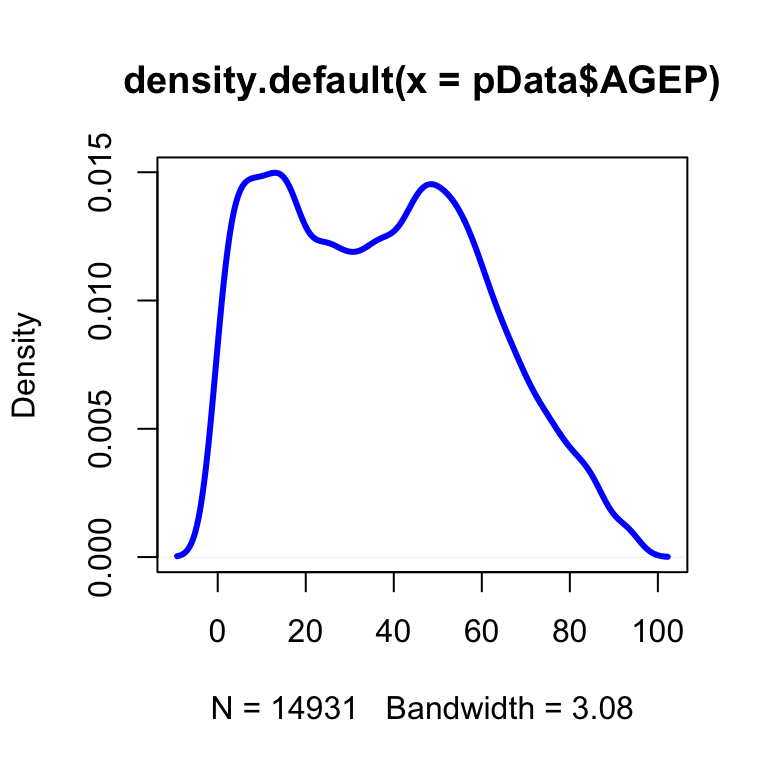 density.default(x = pData$AGEP)
Density
0.015
0.010
0.005
0.000
0 20 40 60 80 100
N = 14931 Bandwidth = 3.08